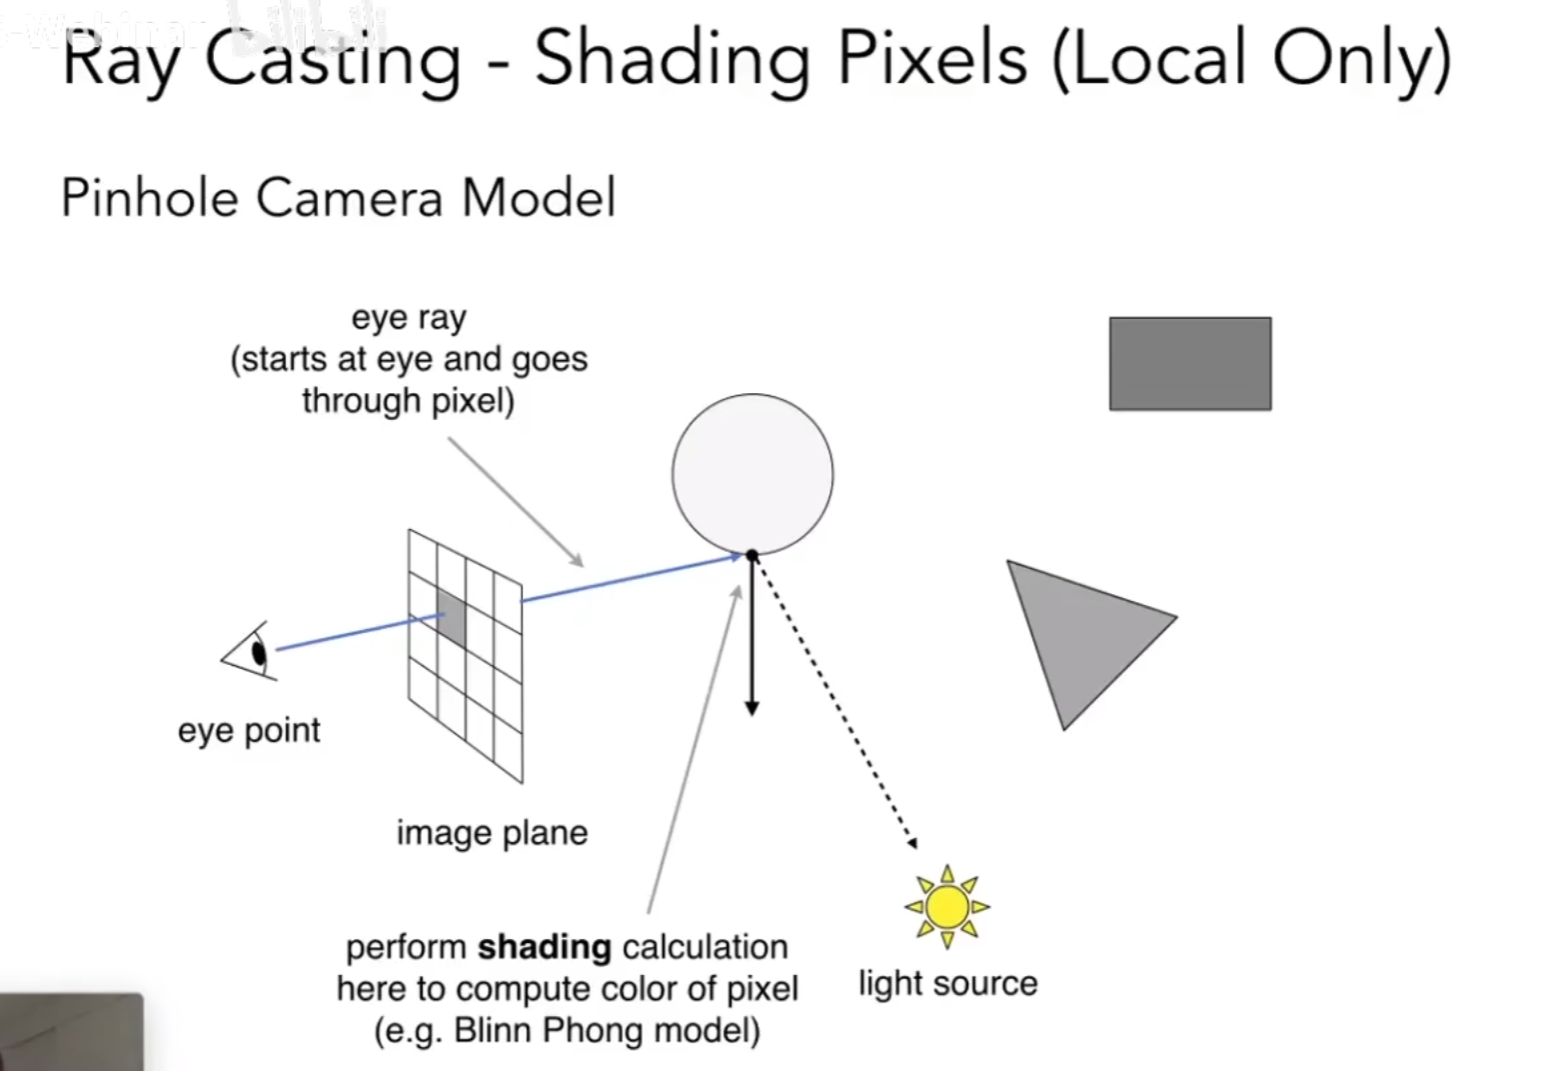 Ray Casting - Shading Pixels (Local Only)
Pinhole Camera Model
eye ray
(starts at eye and goes
through pixel)
eye point
image plane
perform shading calculation
here to compute color of pixel
(e.g. Blinn Phong model)
light source